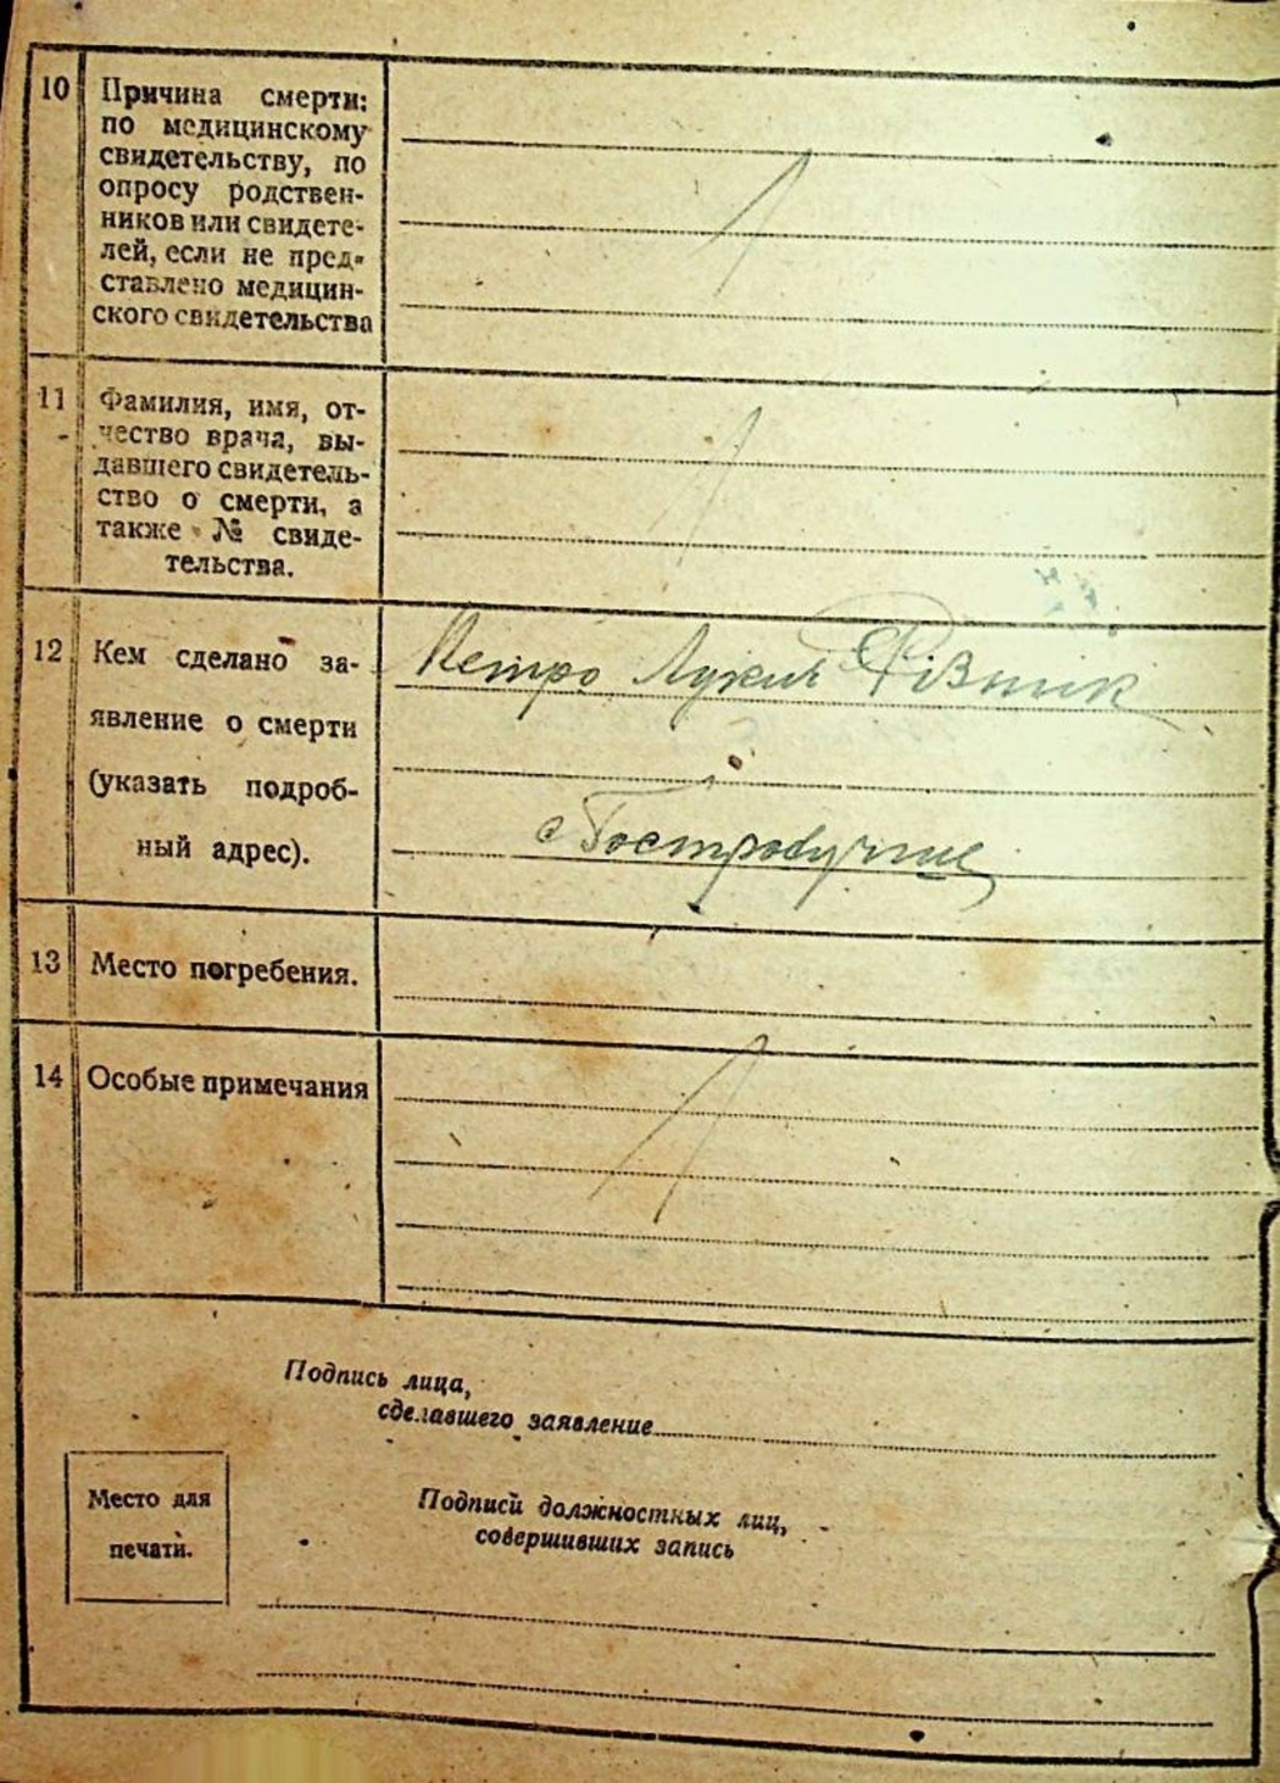 10 Причина смерти:
по медицинскому
свидетельству, по
опросу родствен-
ников или свидете-
лей, если не пред-
ставлено медицин-
ского свидетельства
11 Фамилия, имя, от-
чество врача, вы-
давшего свидетель-
ство о смерти, а
также № свиде-
тельства.
12 Кем сделано за-
явление о смерти
(указать подроб-
ный адрес).
Петро
с
13 Место погребения.
14 Особые примечания
Подпись лица,
сделавшего заявление
Место для
печати.
Подписи должностных лиц,
совершивших запись